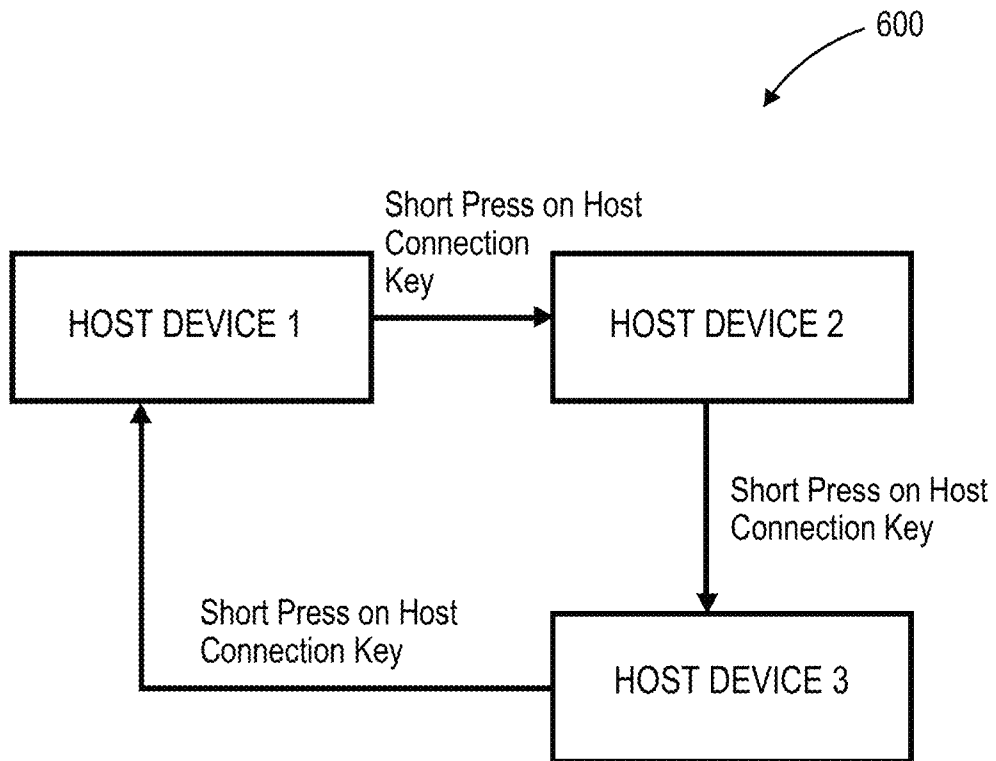 600
Short Press on Host
Connection
Key
HOST DEVICE 1
HOST DEVICE 2
Short Press on Host
Connection Key
Short Press on Host
Connection Key
HOST DEVICE 3